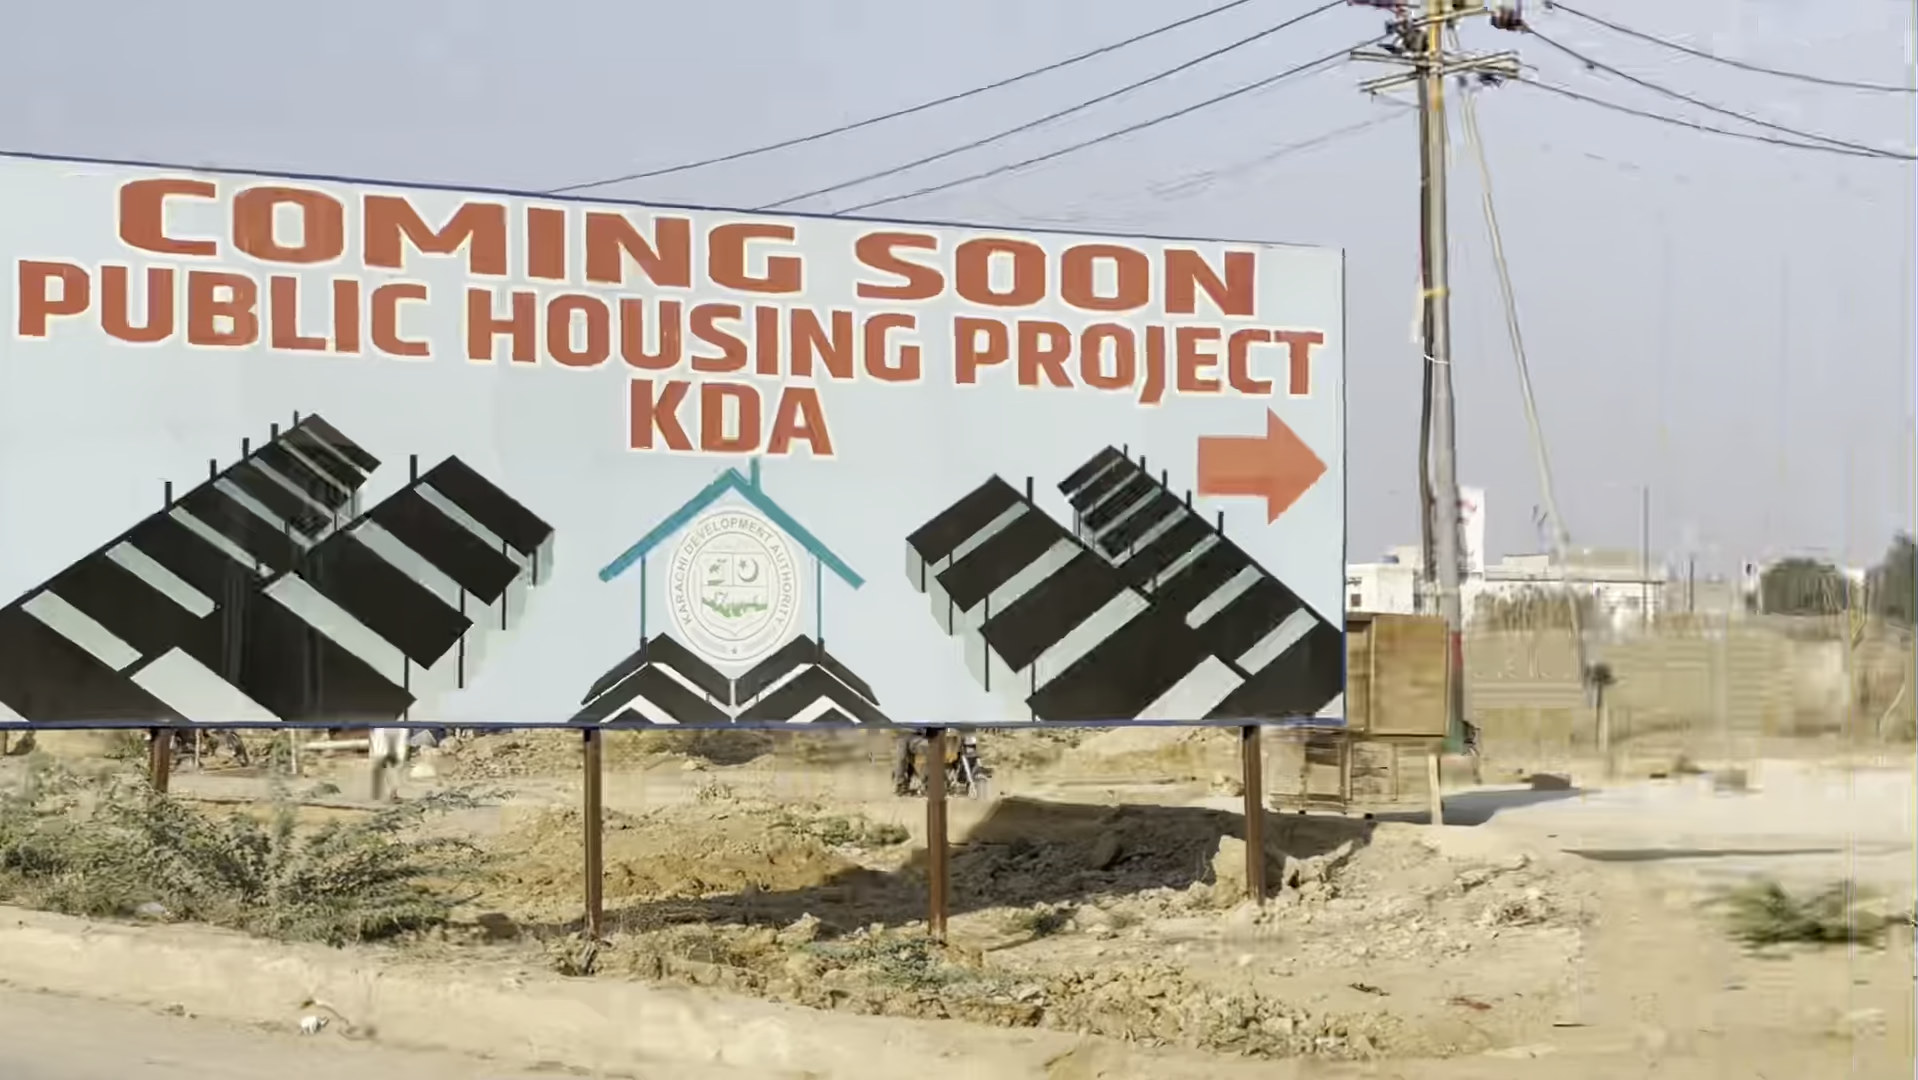 COMING SOON
PUBLIC HOUSING PROJECT
KDA
KARACHI DEVELOPMENT AUTHORITY